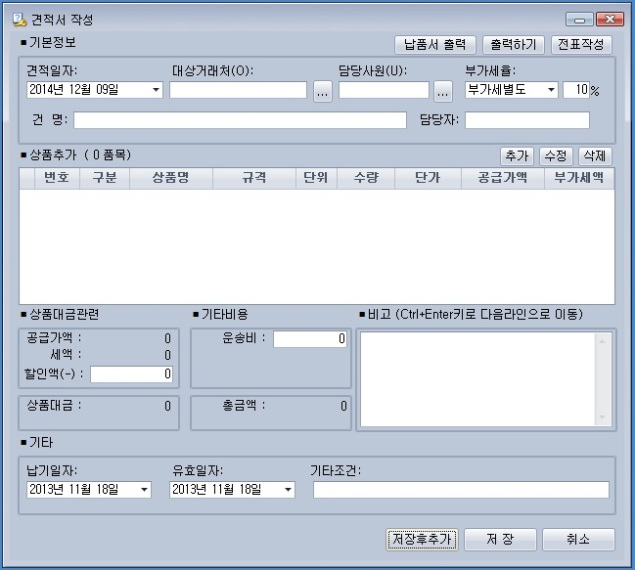 견적서 작성
■ 기본정보 납품서 출력 출력하기 전표작성
견적일자: 대상거래처(O): 담당사원(U): 부가세율:
2014년 12월 09일 ... ... 부가세별도 10 %
건 명: 담당자:
■ 상품추가 ( 0 품목) 추가 수정 삭제
번호 구분 상품명 규격 단위 수량 단가 공급가액 부가세액
■ 상품대금관련 ■ 기타비용 ■ 비고 (Ctrl+Enter키로 다음라인으로 이동)
공급가액 : 0 운송비 : 0
세액 : 0
할인액(-) : 0
상품대금 : 0 총금액 : 0
■ 기타
납기일자: 유효일자: 기타조건:
2013년 11월 18일 2013년 11월 18일
저장후추가 저 장 취소